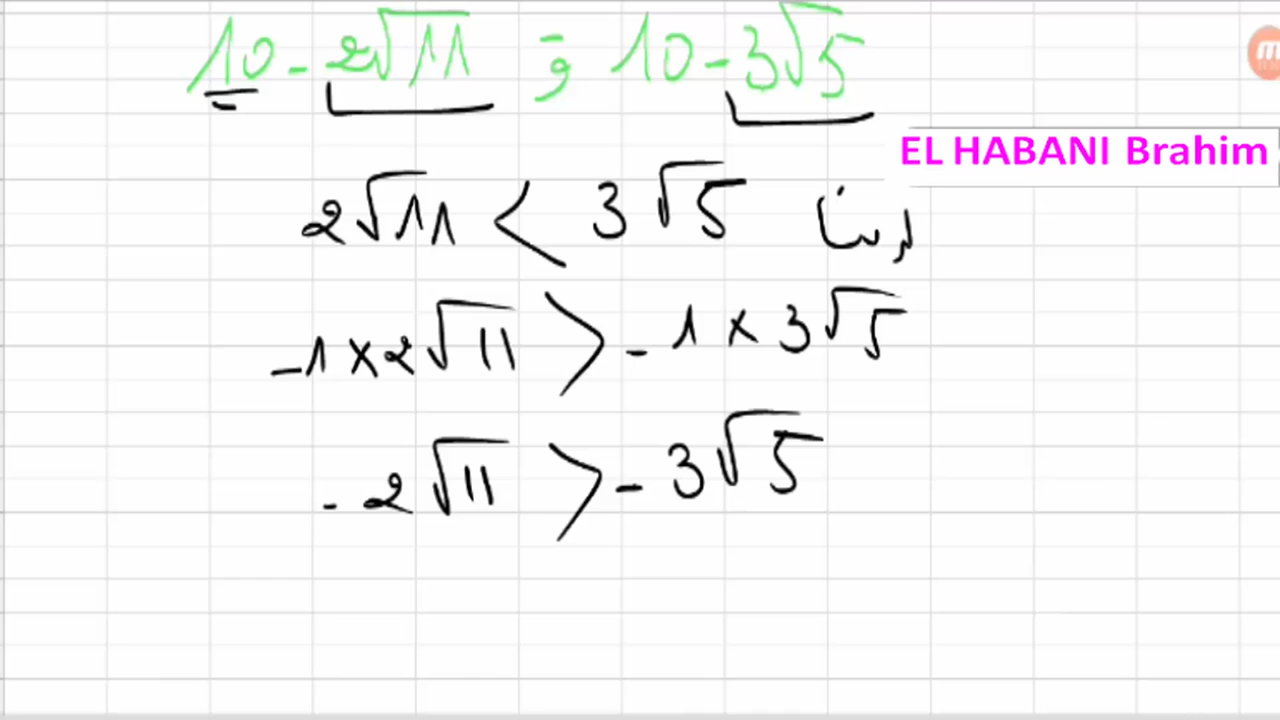 10 - 2√11 و 10 - 3√5
EL HABANI Brahim
2√11 < 3√5 لدينا
-1 × 2√11 > -1 × 3√5
-2√11 > -3√5